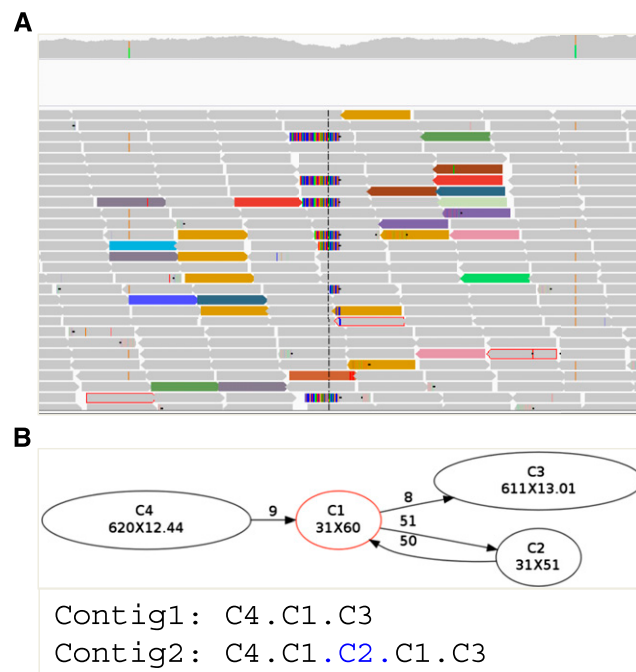 A
B
C4
620X12.44
9
C1
31X60
8
51
50
C3
611X13.01
C2
31X51
Contig1: C4.C1.C3
Contig2: C4.C1.C2.C1.C3